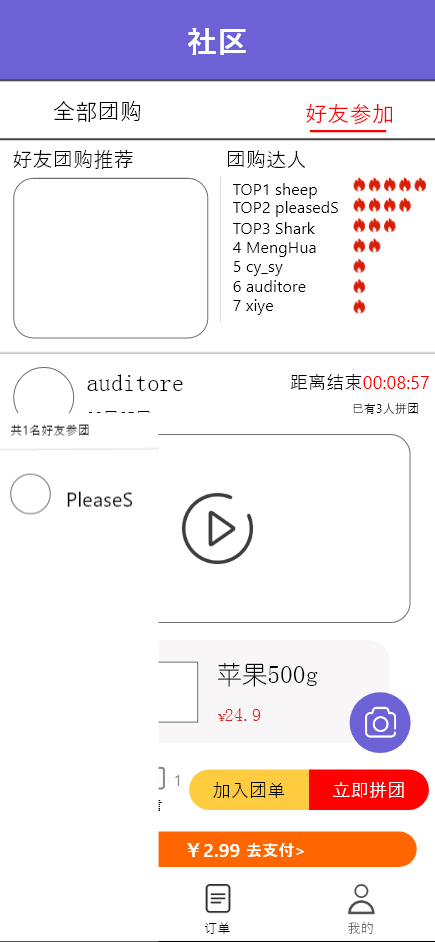 社区
全部团购
好友参加
好友团购推荐
团购达人
TOP1 sheep
TOP2 pleasedS
TOP3 Shark
4 MengHua
5 cy_sy
6 auditore
7 xiye
auditore
距离结束00:08:57
已有3人拼团
共1名好友参团
PleaseS
苹果500g
¥24.9
1
加入团单
立即拼团
¥2.99 去支付>
订单
我的